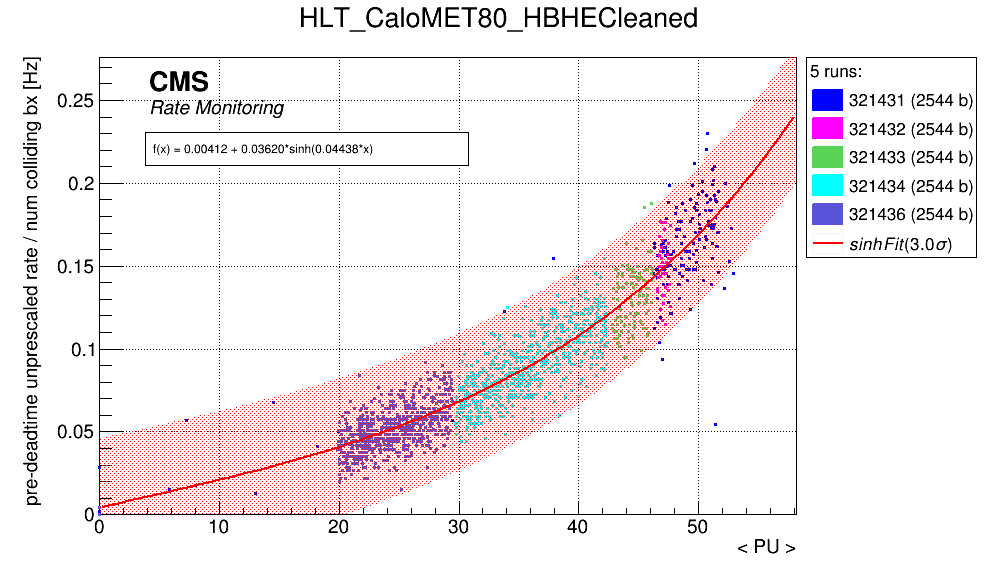 HLT_CaloMET80_HBHECleaned
pre-deadtime unprescaled rate / num colliding bx [Hz]
CMS
Rate Monitoring
f(x) = 0.00412 + 0.03620*sinh(0.04438*x)
0.25
0.2
0.15
0.1
0.05
0
0 10 20 30 40 50
< PU >
5 runs:
321431 (2544 b)
321432 (2544 b)
321433 (2544 b)
321434 (2544 b)
321436 (2544 b)
sinhFit(3.0σ)